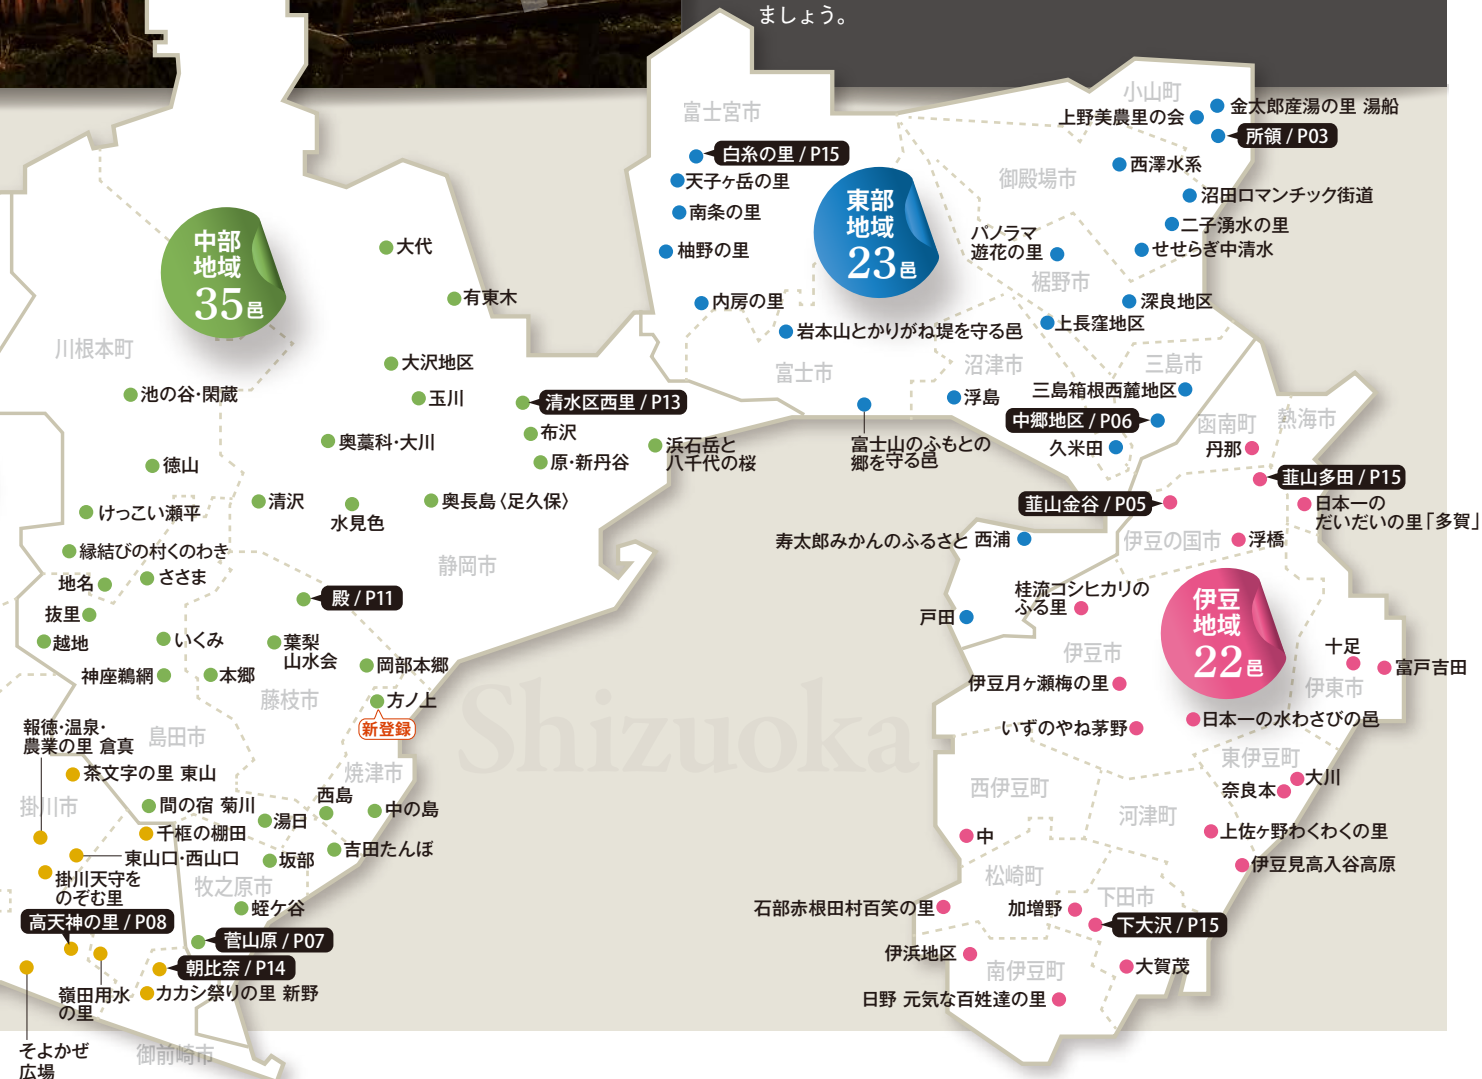 ましょう。
小山町
富士宮市
金太郎産湯の里 湯船
上野美農里の会
所領 / P03
白糸の里 / P15
西澤水系
天子ヶ岳の里
御殿場市
沼田ロマンチック街道
南条の里
東部
地域
23邑
二子湧水の里
パノラマ
遊花の里
せせらぎ中清水
柚野の里
裾野市
内房の里
深良地区
上長窪地区
岩本山とかりがね堤を守る邑
沼津市
三島市
富士市
三島箱根西麓地区
浮島
中郷地区 / P06
函南町
熱海市
富士山のふもとの
郷を守る邑
久米田
丹那
韮山多田 / P15
韮山金谷 / P05
日本一の
だいだいの里「多賀」
寿太郎みかんのふるさと 西浦
伊豆の国市
浮橋
戸田
桂流コシヒカリの
ふる里
伊豆
地域
22邑
伊豆市
十足
富戸吉田
伊東市
伊豆月ヶ瀬梅の里
いずのやね茅野
日本一の水わさびの邑
東伊豆町
大川
奈良本
西伊豆町
河津町
中
上佐ヶ野わくわくの里
伊豆見高入谷高原
松崎町
下田市
石部赤根田村百笑の里
加増野
下大沢 / P15
伊浜地区
南伊豆町
大賀茂
日野 元気な百姓達の里
中部
地域
35邑
大代
有東木
川根本町
大沢地区
池の谷・閑蔵
玉川
清水区西里 / P13
布沢
奥藁科・大川
浜石岳と
八千代の桜
原・新丹谷
徳山
清沢
水見色
奥長島〈足久保〉
けっこい瀬平
縁結びの村くのわき
静岡市
地名
ささま
殿 / P11
抜里
越地
いくみ
葉梨
山水会
岡部本郷
神座鵜網
本郷
藤枝市
方ノ上
新登録
Shizuoka
報徳・温泉・
農業の里 倉真
島田市
茶文字の里 東山
焼津市
掛川市
間の宿 菊川
西島
中の島
湯日
千框の棚田
東山口・西山口
坂部
吉田たんぼ
掛川天守を
のぞむ里
牧之原市
蛭ケ谷
高天神の里 / P08
菅山原 / P07
朝比奈 / P14
嶺田用水
の里
カカシ祭りの里 新野
そよかぜ
広場
御前崎市